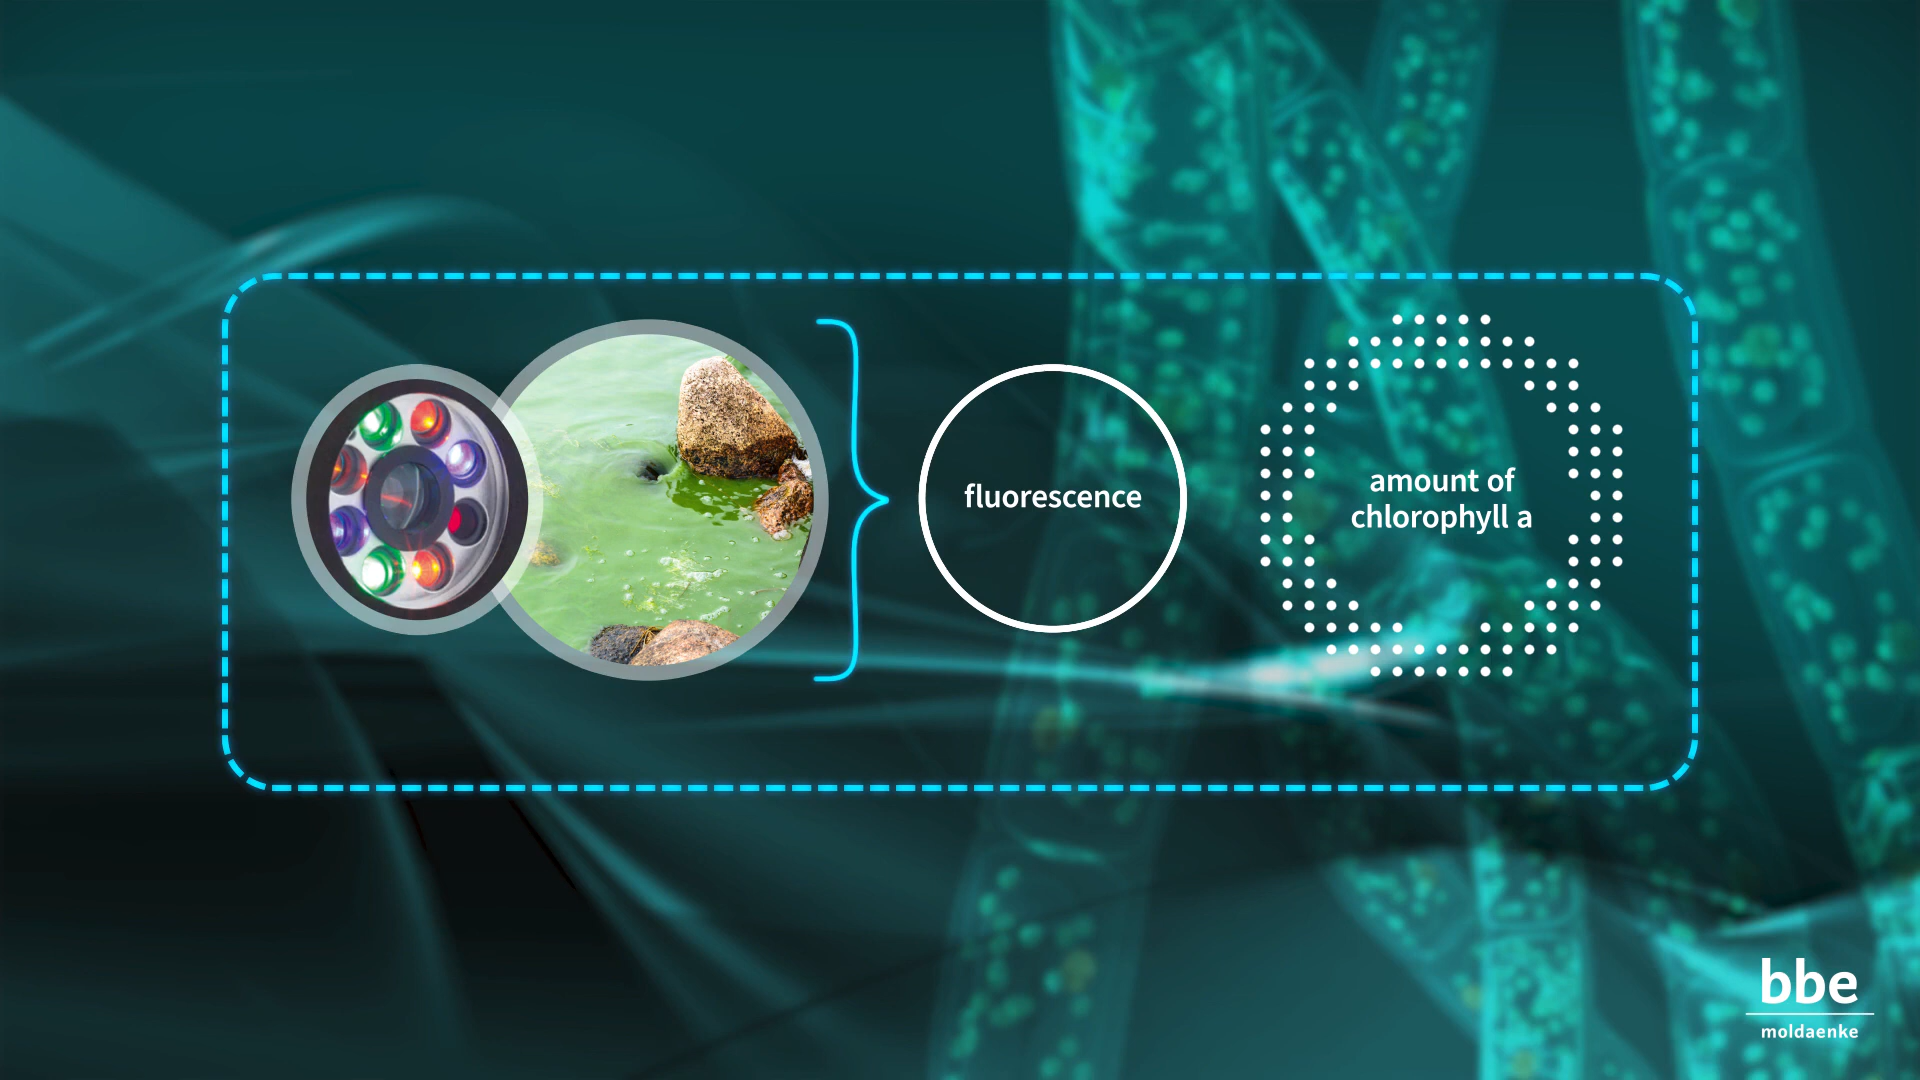 fluorescence
amount of
chlorophyll a
bbe
moldaenke